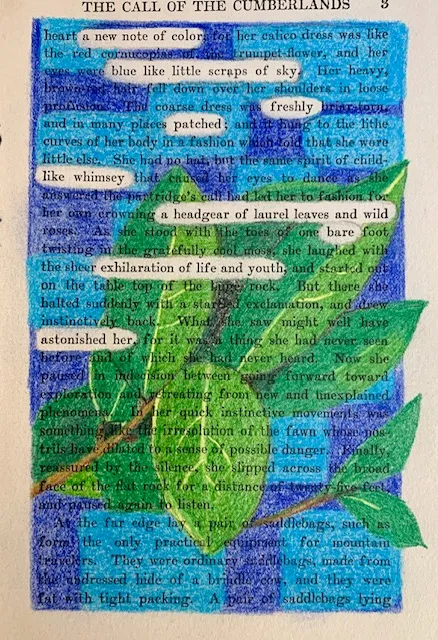 THE CALL OF THE CUMBERLANDS 3
heart a new note of color, for her calico dress was like
the red cornucopias of the trumpet-flower, and her
eyes were blue like little scraps of sky. Her heavy,
brown-red hair fell down over her shoulders in loose
profusion. The coarse dress was freshly briar-torn,
and in many places patched; and it hung to the lithe
curves of her body in a fashion which told that she wore
little else. She had no hat, but the same spirit of child-
like whimsey that caused her eyes to dance as she
answered the partridge's call had led her to fashion for
her own crowning a headgear of laurel leaves and wild
roses. As she stood with the toes of one bare foot
twisting in the gratefully cool moss, she laughed with
the sheer exhilaration of life and youth, and started out
on the table top of the huge rock. But there she
halted suddenly with a startled exclamation, and drew
instinctively back. What she saw might well have
astonished her, for it was a thing she had never seen
before and of which she had never heard. Now she
paused in indecision between going forward toward
exploration and retreating from new and unexplained
phenomena. In her quick instinctive movements was
something like the irresolution of the fawn whose nos-
trils have dilated to a sense of possible danger. Finally,
reassured by the silence, she slipped across the broad
face of the flat rock for a distance of twenty-five feet
and paused again to listen.
At the far edge lay a pair of saddlebags, such as
form the only practical equipment for mountain
travelers. They were ordinary saddlebags, made from
the undressed hide of a brindle cow, and they were
fat with tight packing. A pair of saddlebags lying